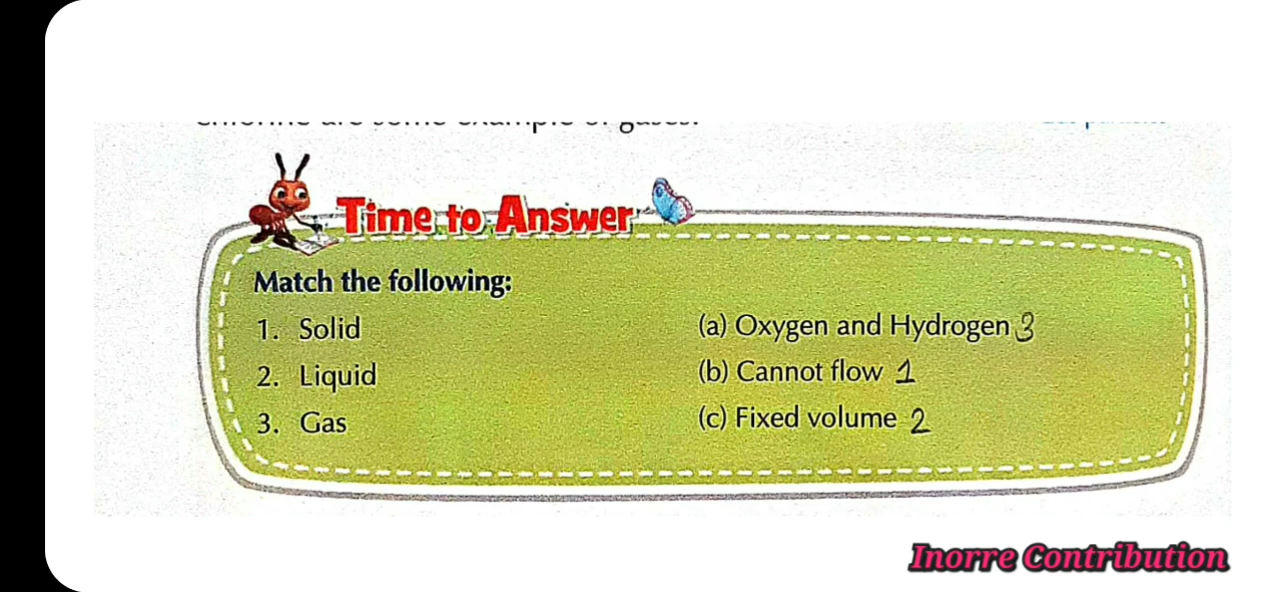 Time to Answer
Match the following:
1. Solid
(a) Oxygen and Hydrogen 3
2. Liquid
(b) Cannot flow 1
3. Gas
(c) Fixed volume 2
Inorre Contribution